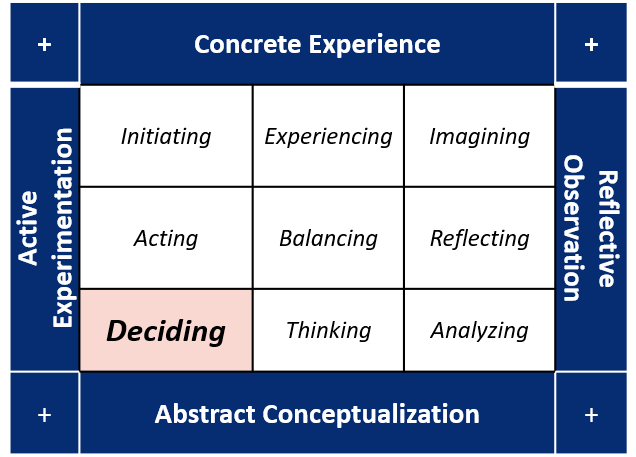 + Concrete Experience +
Active
Experimentation
Initiating Experiencing Imagining
Acting Balancing Reflecting
Deciding Thinking Analyzing
Reflective
Observation
+ Abstract Conceptualization +